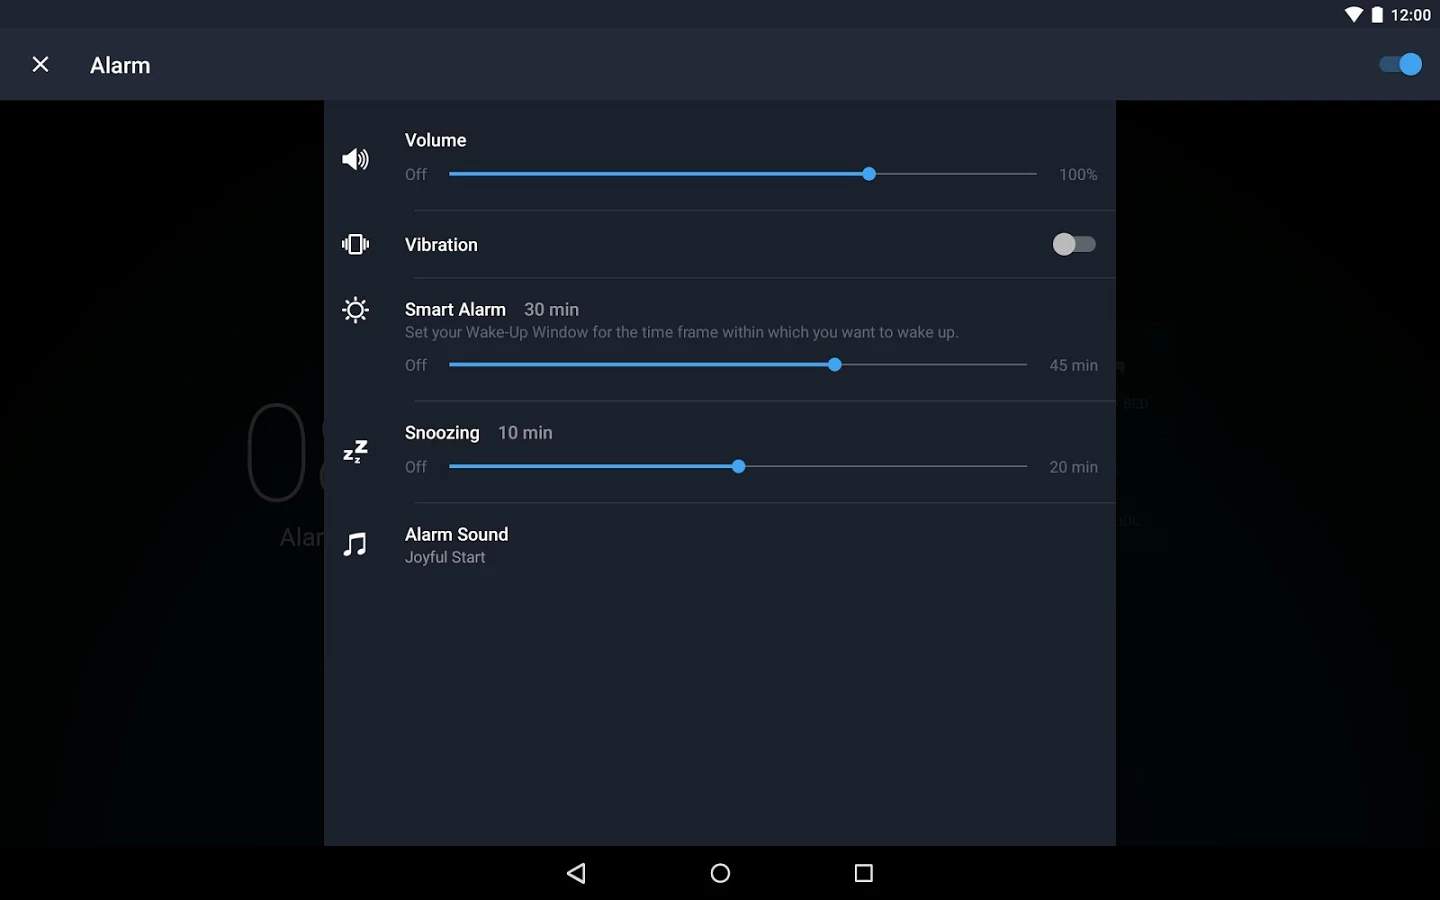 12:00
Alarm
Volume
Off 100%
Vibration
Smart Alarm 30 min
Set your Wake-Up Window for the time frame within which you want to wake up.
Off 45 min
Snoozing 10 min
Off 20 min
Alarm Sound
Joyful Start